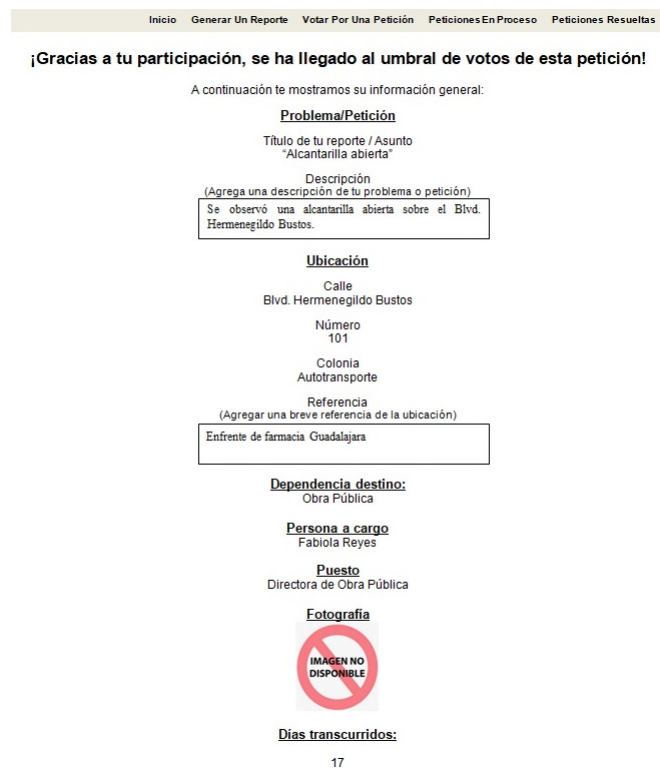 Inicio Generar Un Reporte Votar Por Una Petición Peticiones En Proceso Peticiones Resueltas
¡Gracias a tu participación, se ha llegado al umbral de votos de esta petición!
A continuación te mostramos su información general:
Problema/Petición
Título de tu reporte / Asunto
“Alcantarilla abierta”
Descripción
(Agrega una descripción de tu problema o petición)
Se observó una alcantarilla abierta sobre el Blvd.
Hermenegildo Bustos.
Ubicación
Calle
Blvd. Hermenegildo Bustos
Número
101
Colonia
Autotransporte
Referencia
(Agregar una breve referencia de la ubicación)
Enfrente de farmacia Guadalajara
Dependencia destino:
Obra Pública
Persona a cargo
Fabiola Reyes
Puesto
Directora de Obra Pública
Fotografía
IMAGEN NO
DISPONIBLE
Días transcurridos:
17